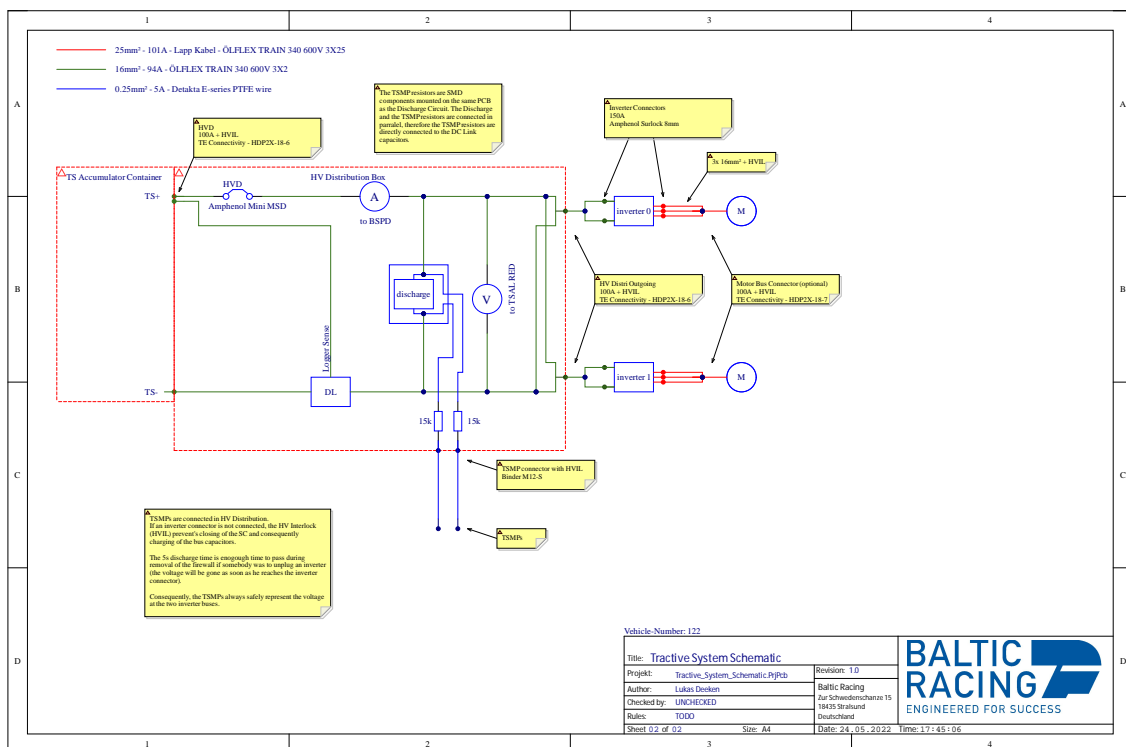 1 2 3 4
25mm² - 101A - Lapp Kabel - ÖLFLEX TRAIN 340 600V 3X25
16mm² - 94A - ÖLFLEX TRAIN 340 600V 3X2
0.25mm² - 5A - Detakta E-series PTFE wire
A
A
The TSMP resistors are SMD
components mounted on the same PCB
as the Discharge Circuit. The Discharge
and the TSMP resistors are connected in
parralel, therefore the TSMP resistors are
directly connected to the DC Link
capacitors.
Inverter Connectors
150A
Amphenol Surlock 8mm
HVD
100A + HVIL
TE Connectivity - HDP2X-18-6
3x 16mm² + HVIL
TS Accumulator Container
HV Distribution Box
TS+
HVD
Amphenol Mini MSD
A
to BSPD
inverter 0
M
B
B
discharge
V
to TSAL RED
HV Distri Outgoing
100A + HVIL
TE Connectivity - HDP2X-18-6
Motor Bus Connector (optional)
100A + HVIL
TE Connectivity - HDP2X-18-7
Logger Sense
TS-
DL
inverter 1
M
15k
15k
C
C
TSMP connector with HVIL
Binder M12-S
TSMPs
TSMPs are connected in HV Distribution.
If an inverter connector is not connected, the HV Interlock
(HVIL) prevent's closing of the SC and consequently
charging of the bus capacitors.
The 5s discharge time is enogough time to pass during
removal of the firewall if somebody was to unplug an inverter
(the voltage will be gone as soon as he reaches the inverter
connector).
Consequently, the TSMPs always safely represent the voltage
at the two inverter buses.
D
D
Vehicle-Number: 122
Title: Tractive System Schematic
Projekt: Tractive_System_Schematic.PrjPcb
Revision: 1.0
Author: Lukas Deeken
Checked by: UNCHECKED
Rules: TODO
Baltic Racing
Zur Schwedenschanze 15
18435 Stralsund
Deutschland
Sheet 02 of 02 Size: A4 Date: 24.05.2022 Time: 17:45:06
BALTIC
RACING
ENGINEERED FOR SUCCESS
1 2 3 4